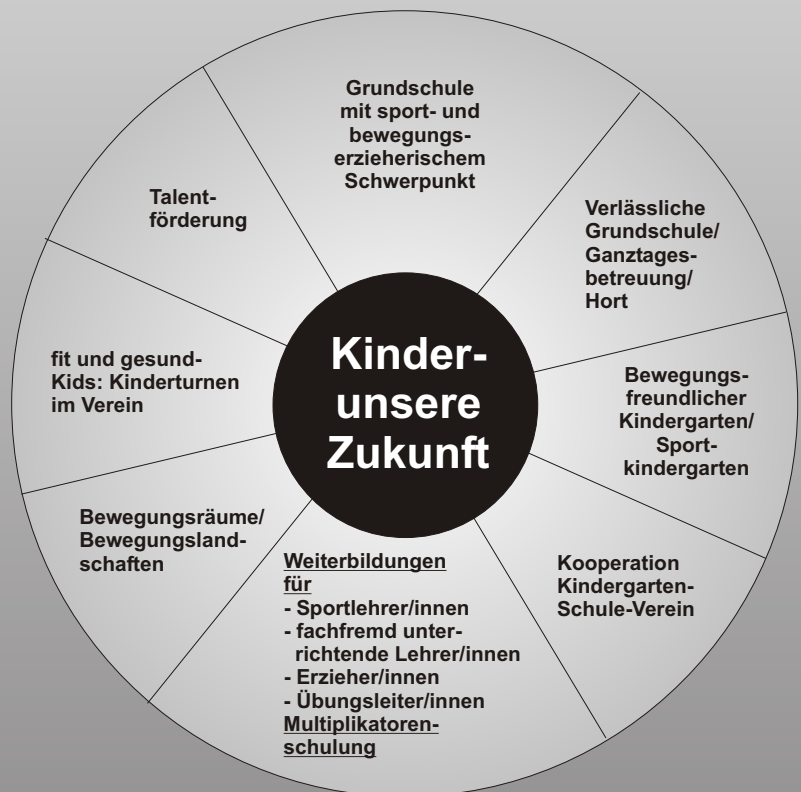 Grundschule
mit sport- und
bewegungs-
erzieherischem
Schwerpunkt
Verlässliche
Grundschule/
Ganztages-
betreuung/
Hort
Bewegungs-
freundlicher
Kindergarten/
Sport-
kindergarten
Kooperation
Kindergarten-
Schule-Verein
Weiterbildungen
für
- Sportlehrer/innen
- fachfremd unter-
richtende Lehrer/innen
- Erzieher/innen
- Übungsleiter/innen
Multiplikatoren-
schulung
Bewegungsräume/
Bewegungsland-
schaften
fit und gesund-
Kids: Kinderturnen
im Verein
Talent-
förderung
Kinder-
unsere
Zukunft